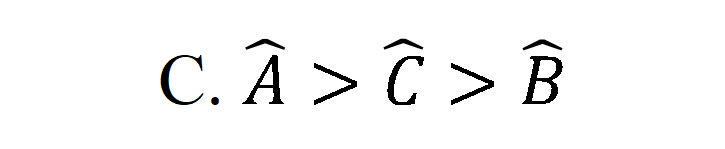 C. Â > Ĉ > B̂